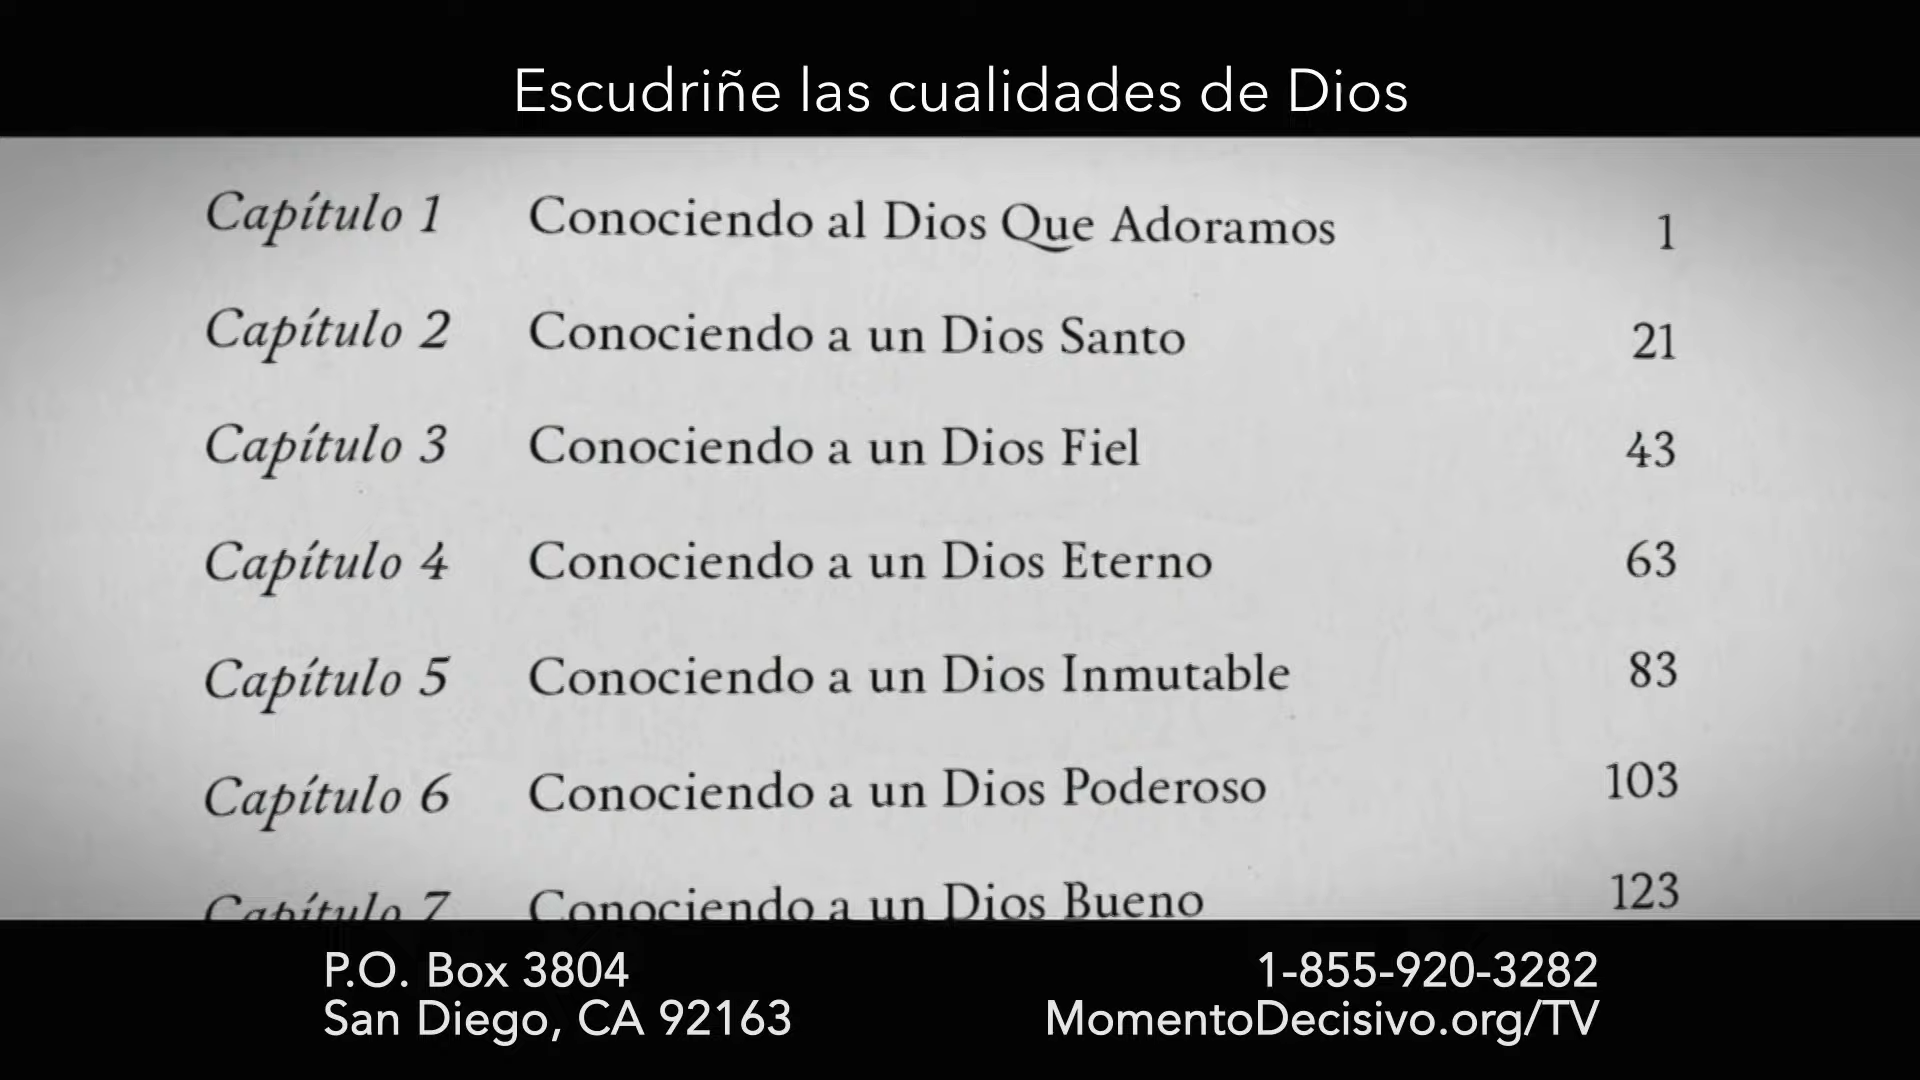 Escudriñe las cualidades de Dios
Capítulo 1 Conociendo al Dios Que Adoramos 1
Capítulo 2 Conociendo a un Dios Santo 21
Capítulo 3 Conociendo a un Dios Fiel 43
Capítulo 4 Conociendo a un Dios Eterno 63
Capítulo 5 Conociendo a un Dios Inmutable 83
Capítulo 6 Conociendo a un Dios Poderoso 103
Capítulo 7 Conociendo a un Dios Bueno 123
P.O. Box 3804 1-855-920-3282
San Diego, CA 92163 MomentoDecisivo.org/TV